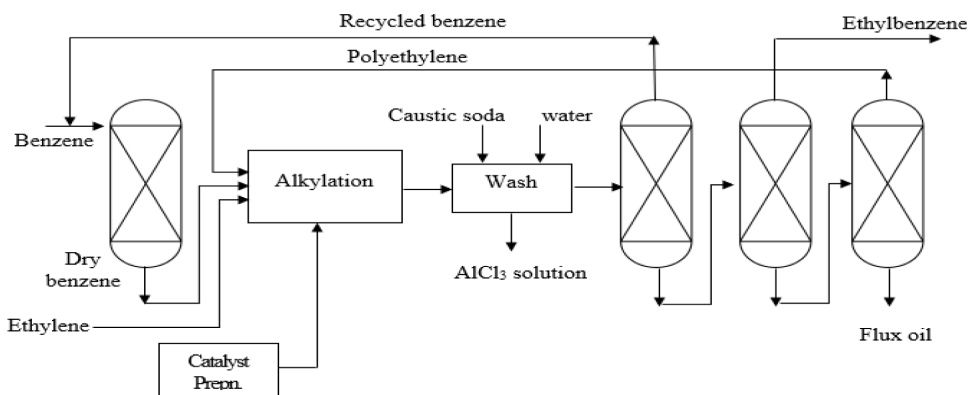 Recycled benzene
Ethylbenzene
Polyethylene
Benzene
Caustic soda
water
Alkylation
Wash
Dry
benzene
AlCl₃ solution
Ethylene
Flux oil
Catalyst
Prepn.